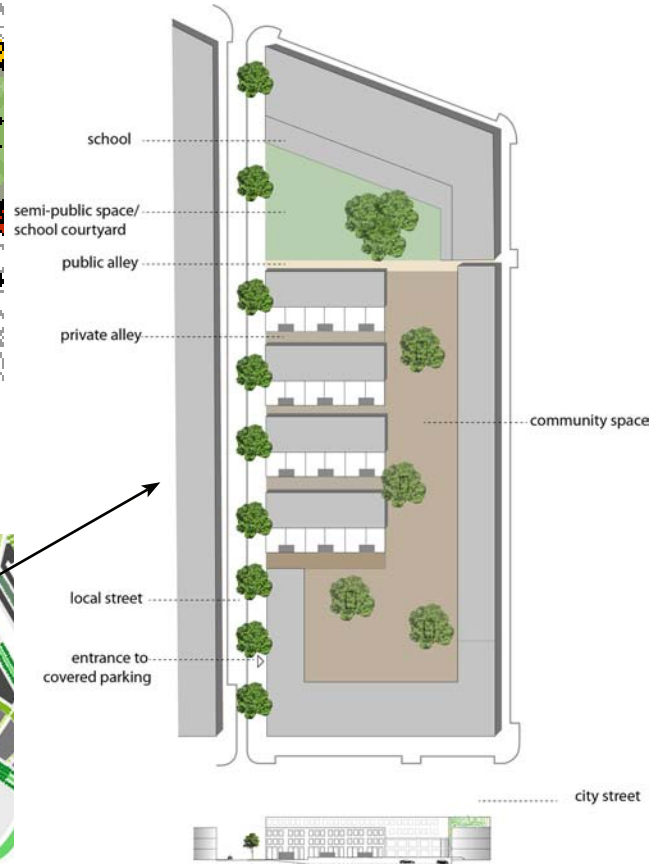 school
semi-public space/
school courtyard
public alley
private alley
community space
local street
entrance to
covered parking
city street